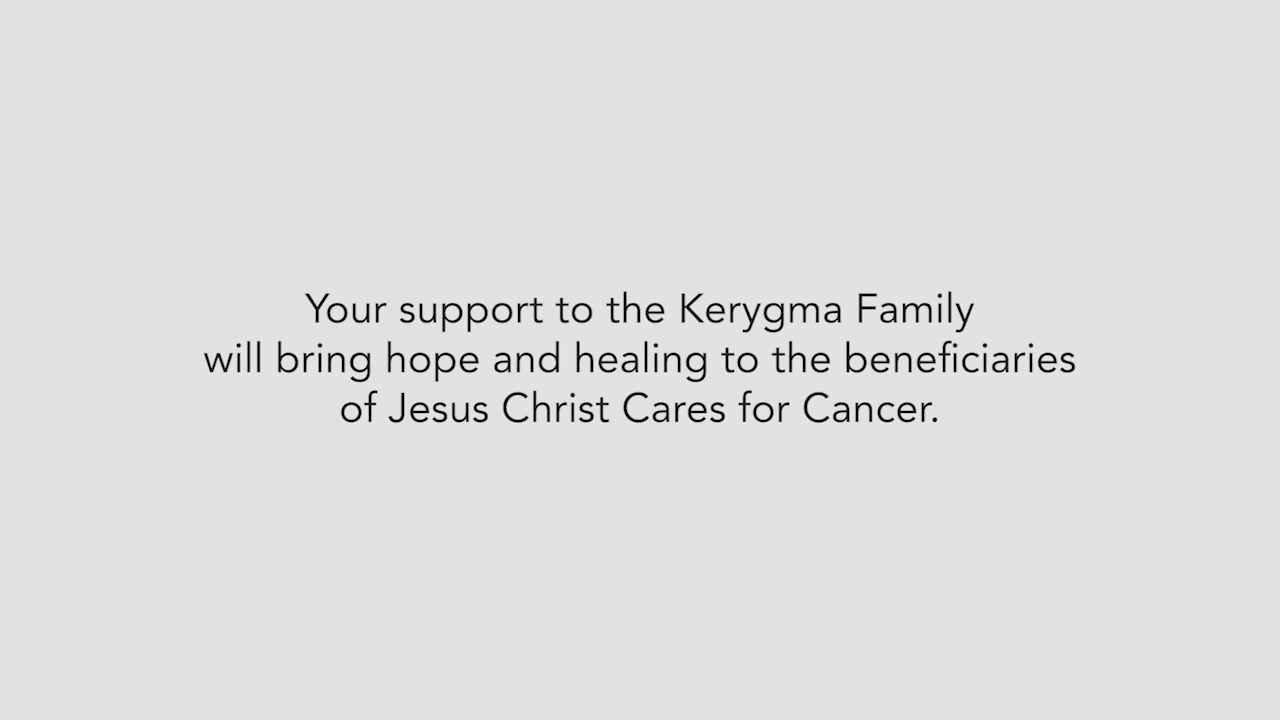 Your support to the Kerygma Family
will bring hope and healing to the beneficiaries
of Jesus Christ Cares for Cancer.